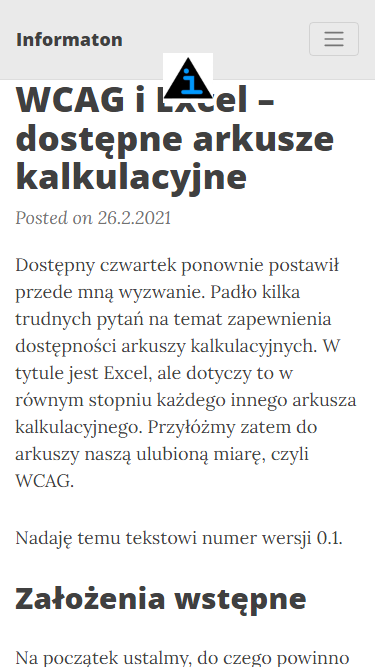 Informaton
WCAG i Excel –
dostępne arkusze
kalkulacyjne
Posted on 26.2.2021
Dostępny czwartek ponownie postawił
przede mną wyzwanie. Padło kilka
trudnych pytań na temat zapewnienia
dostępności arkuszy kalkulacyjnych. W
tytule jest Excel, ale dotyczy to w
równym stopniu każdego innego arkusza
kalkulacyjnego. Przyłóżmy zatem do
arkuszy naszą ulubioną miarę, czyli
WCAG.
Nadaję temu tekstowi numer wersji 0.1.
Założenia wstępne
Na początek ustalmy, do czego powinno